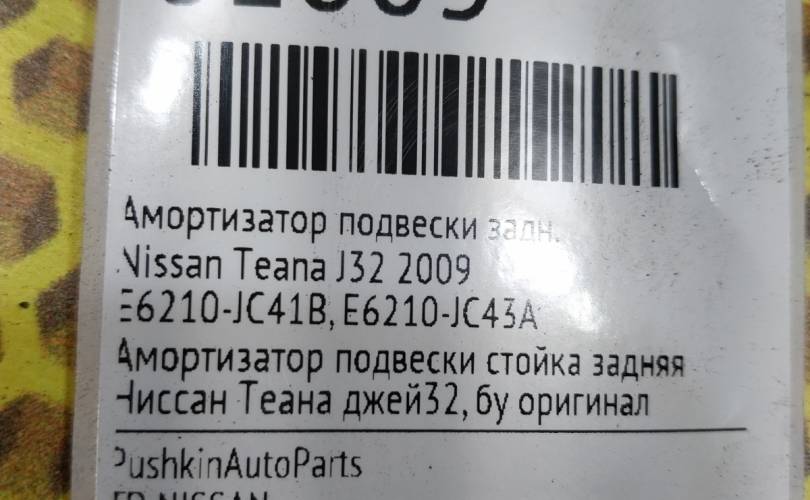 Амортизатор подвески задн.
Nissan Teana J32 2009
E6210-JC41B, E6210-JC43A
Амортизатор подвески стойка задняя
Ниссан Теана джей32, бу оригинал
PushkinAutoParts
NISSAN